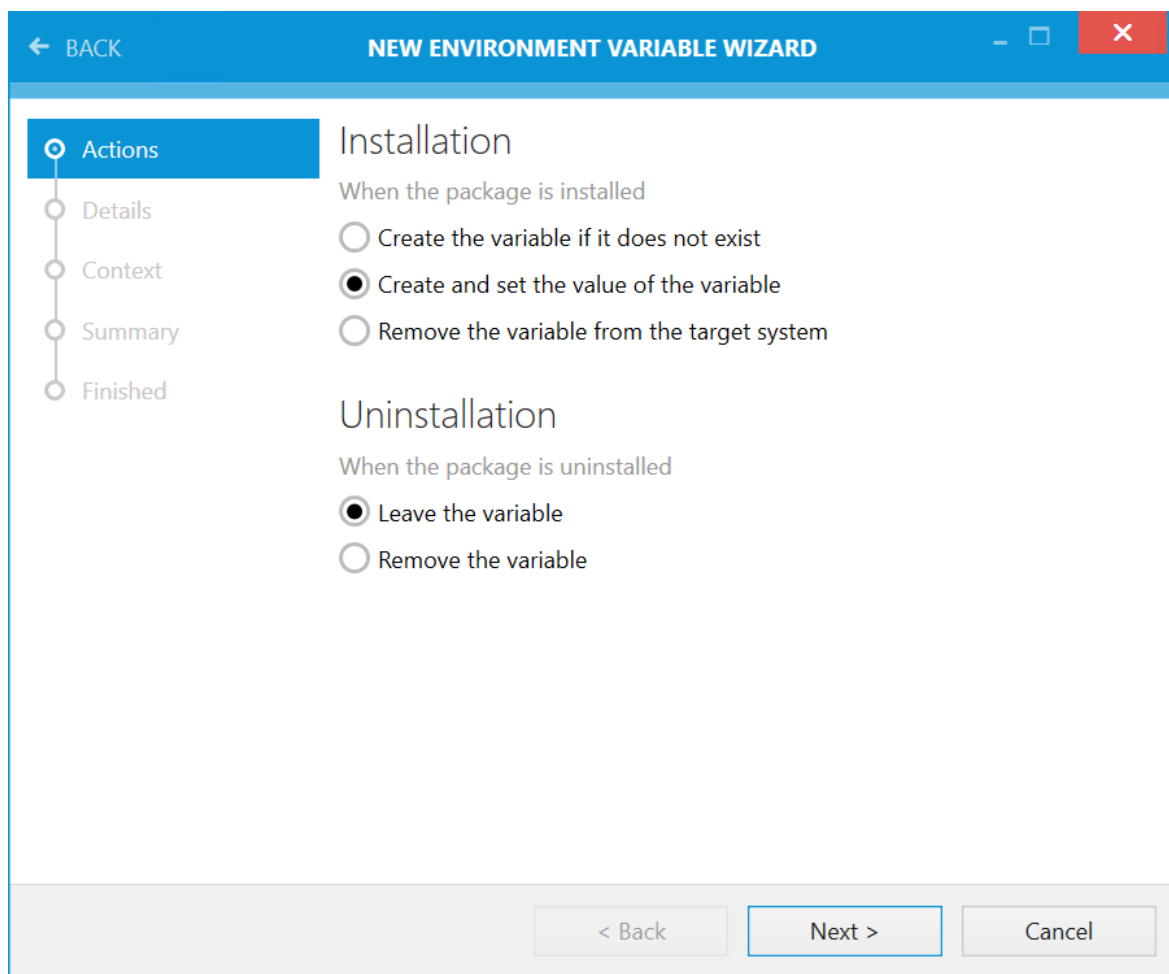 BACK
NEW ENVIRONMENT VARIABLE WIZARD
Actions
Details
Context
Summary
Finished
Installation
When the package is installed
Create the variable if it does not exist
Create and set the value of the variable
Remove the variable from the target system
Uninstallation
When the package is uninstalled
Leave the variable
Remove the variable
< Back
Next >
Cancel